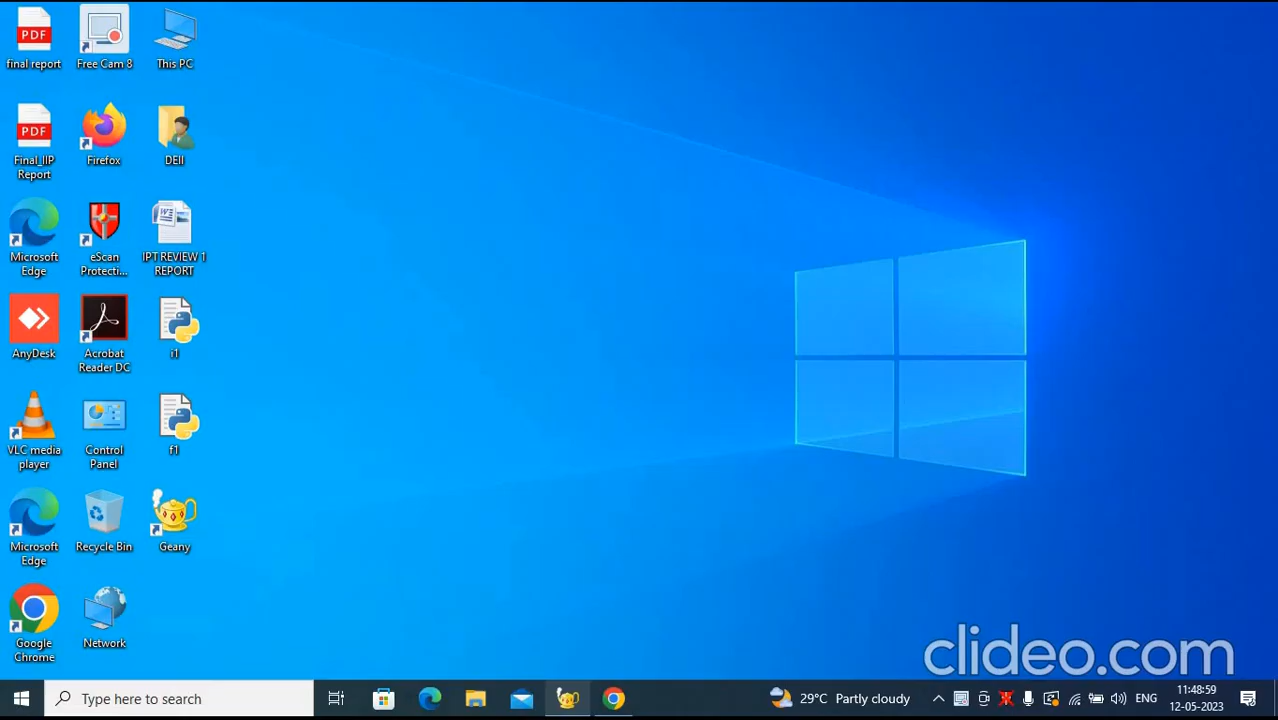 PDF
final report
Free Cam 8
This PC
PDF
Final_IIP
Report
Firefox
DEll
Microsoft
Edge
eScan
Protecti...
IPT REVIEW 1
REPORT
AnyDesk
Acrobat
Reader DC
i1
VLC media
player
Control
Panel
f1
Microsoft
Edge
Recycle Bin
Geany
Google
Chrome
Network
clideo.com
Type here to search
29°C Partly cloudy
ENG
11:48:59
12-05-2023